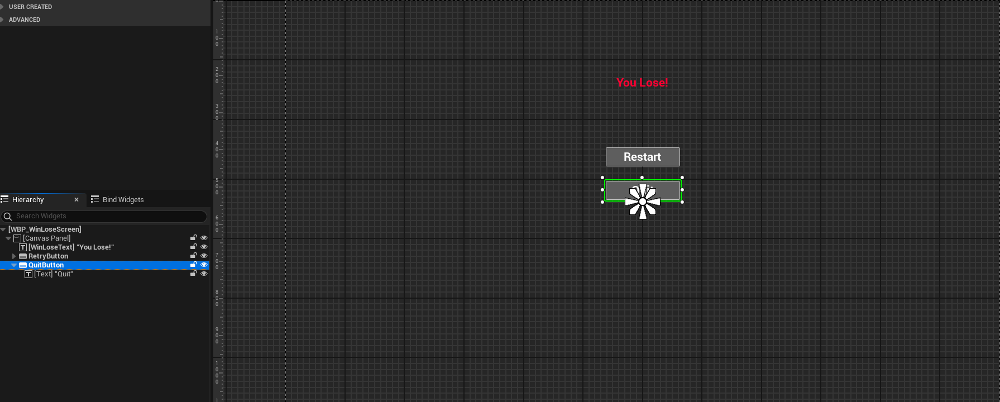 USER CREATED
ADVANCED
100
200
300
400
500
600
700
800
900
1000
You Lose!
Restart
Hierarchy
Bind Widgets
Search Widgets
[WBP_WinLoseScreen]
[Canvas Panel]
[WinLoseText] "You Lose!"
RetryButton
QuitButton
[Text] "Quit"